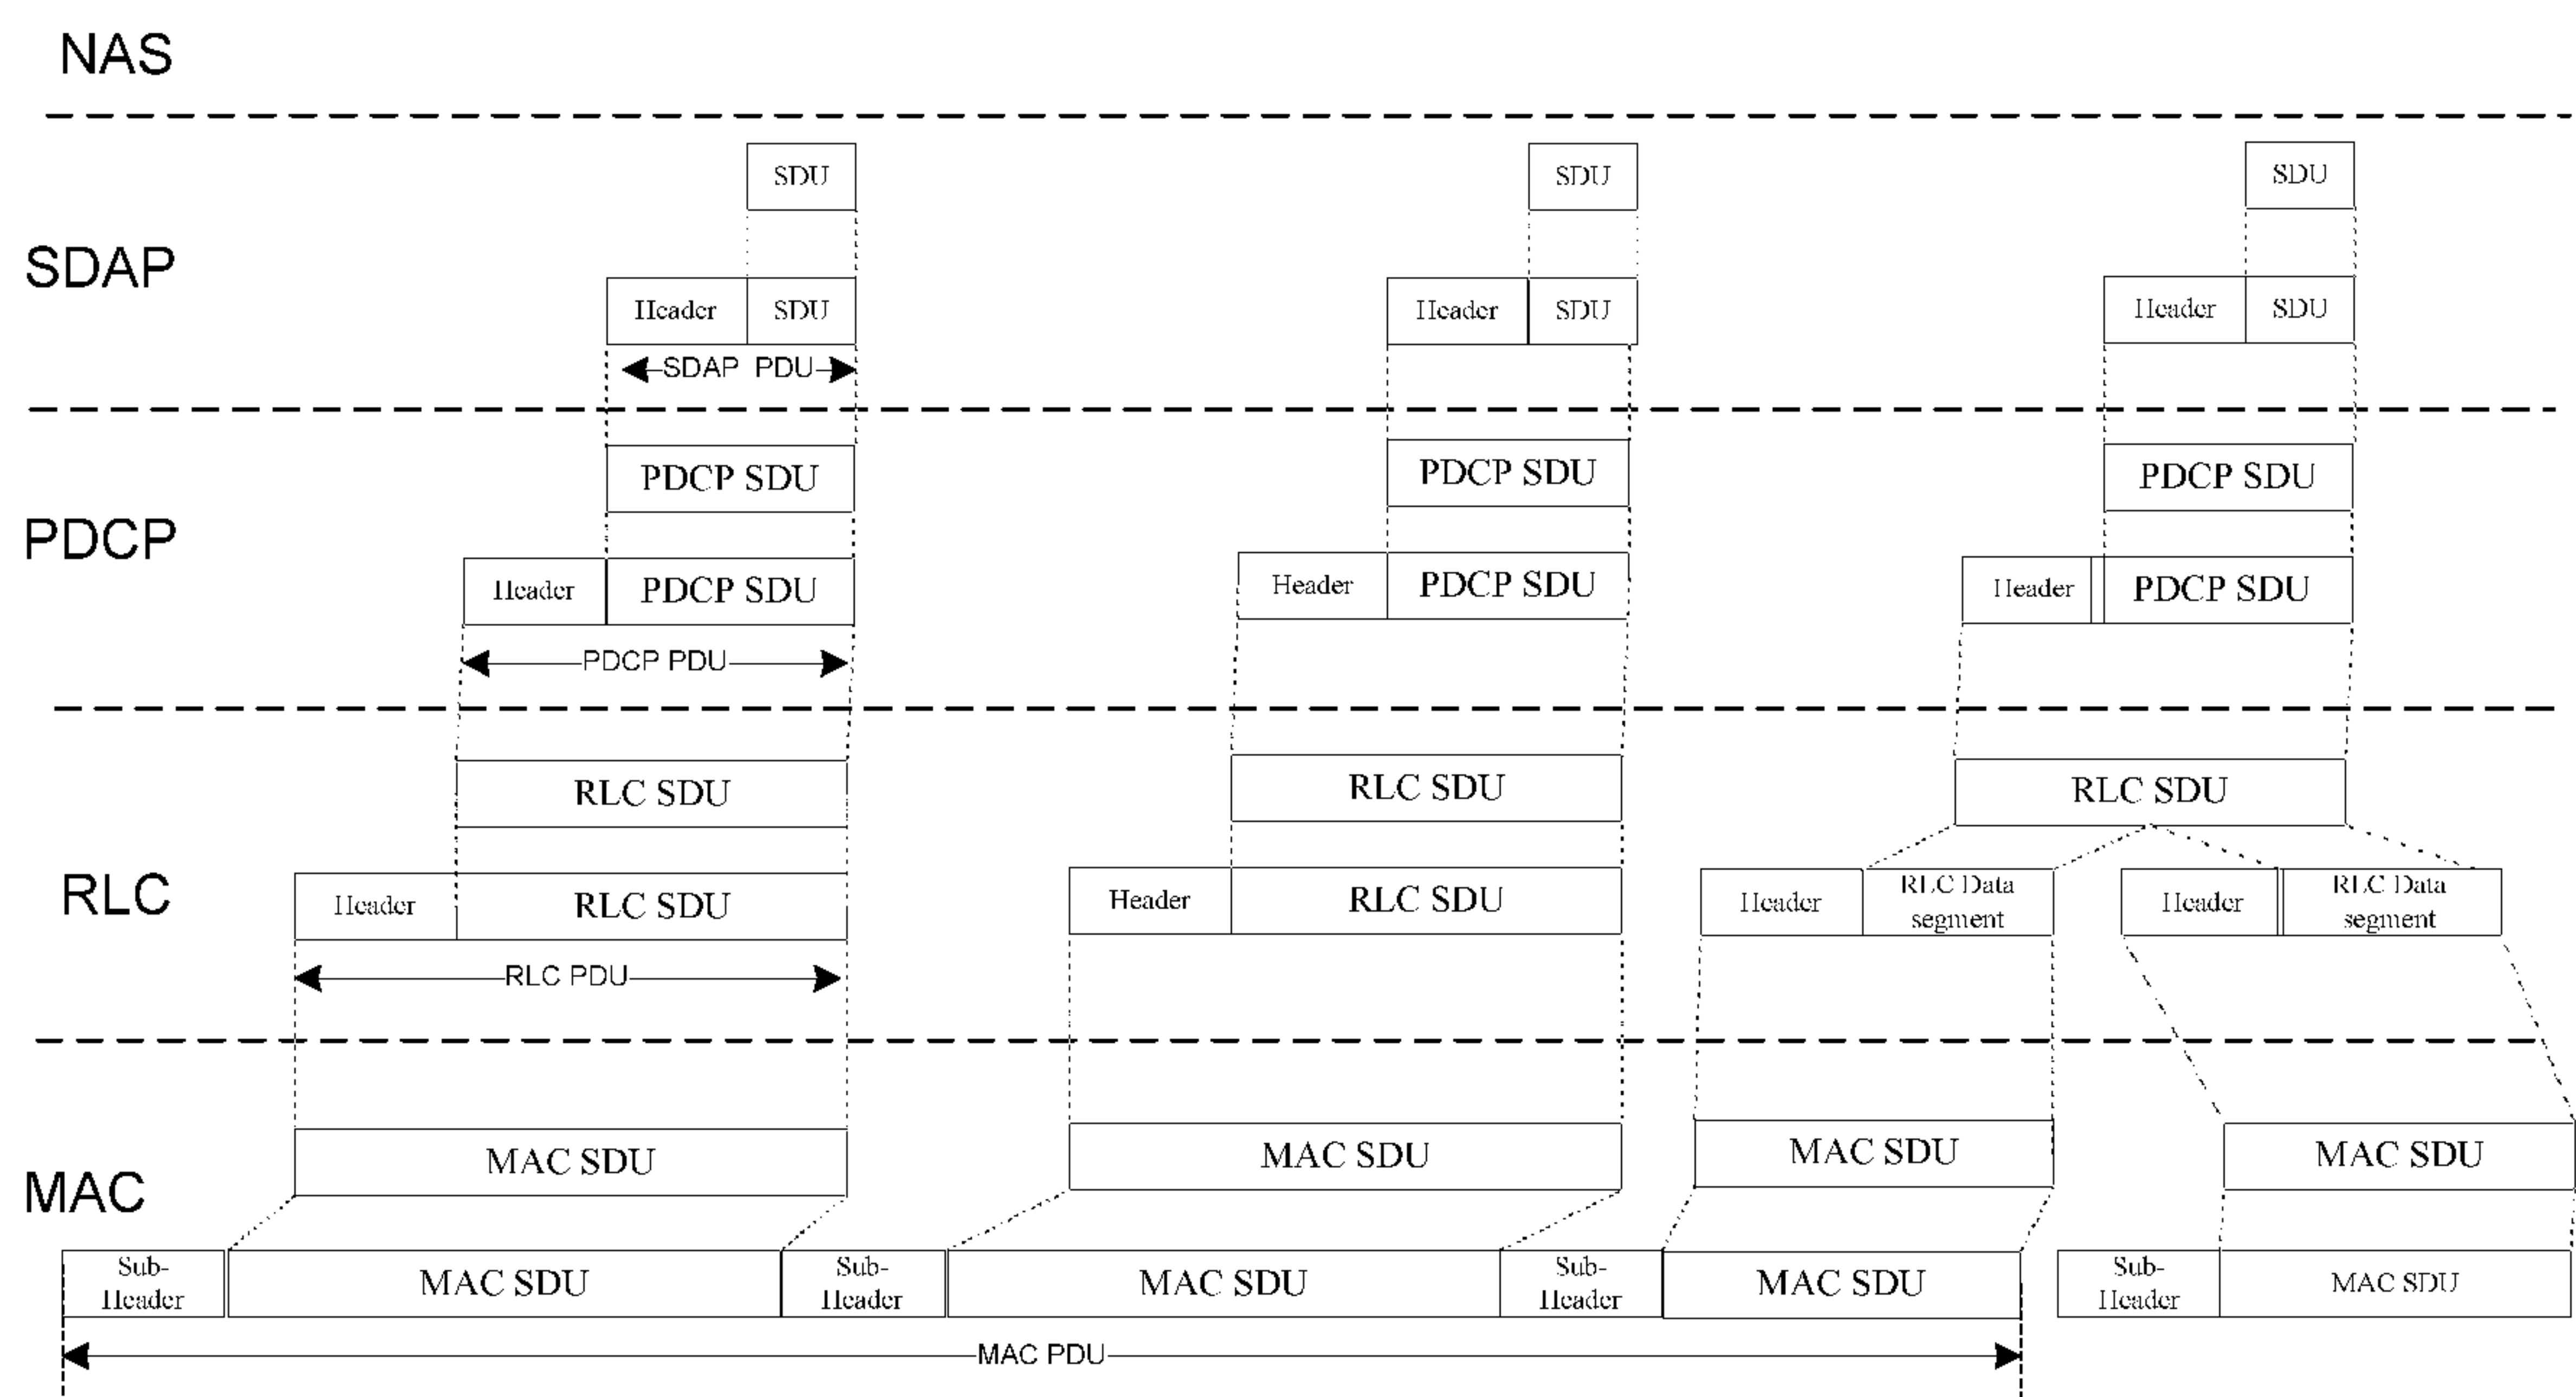 NAS
SDU SDU SDU
SDAP
Header SDU Header SDU Header SDU
SDAP PDU
PDCP SDU PDCP SDU PDCP SDU
PDCP
Header PDCP SDU Header PDCP SDU Header PDCP SDU
PDCP PDU
RLC SDU RLC SDU RLC SDU
RLC
Header RLC SDU Header RLC SDU Header RLC Data segment Header RLC Data segment
RLC PDU
MAC SDU MAC SDU MAC SDU MAC SDU
MAC
Sub-Header MAC SDU Sub-Header MAC SDU Sub-Header MAC SDU Sub-Header MAC SDU
MAC PDU